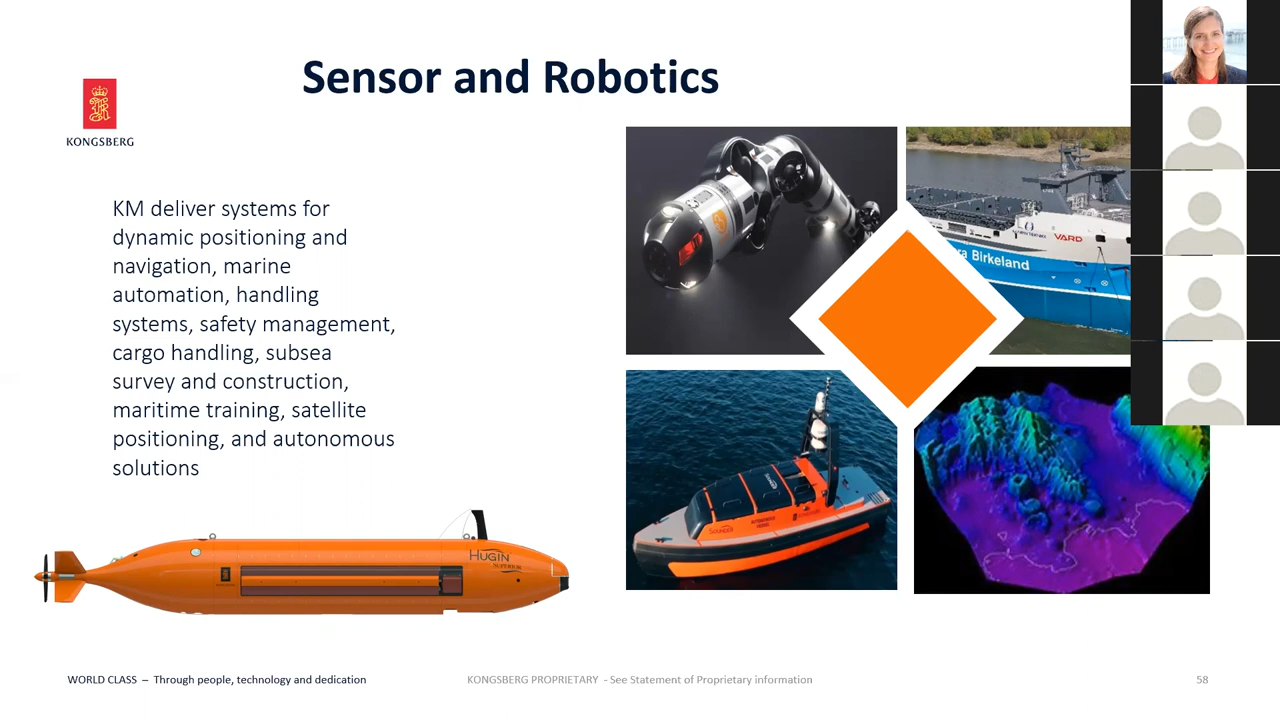 Sensor and Robotics
KONGSBERG
KM deliver systems for
dynamic positioning and
navigation, marine
automation, handling
systems, safety management,
cargo handling, subsea
survey and construction,
maritime training, satellite
positioning, and autonomous
solutions
VARD
ra Birkeland
HUGIN
SUPERIOR
WORLD CLASS – Through people, technology and dedication
KONGSBERG PROPRIETARY - See Statement of Proprietary information
58